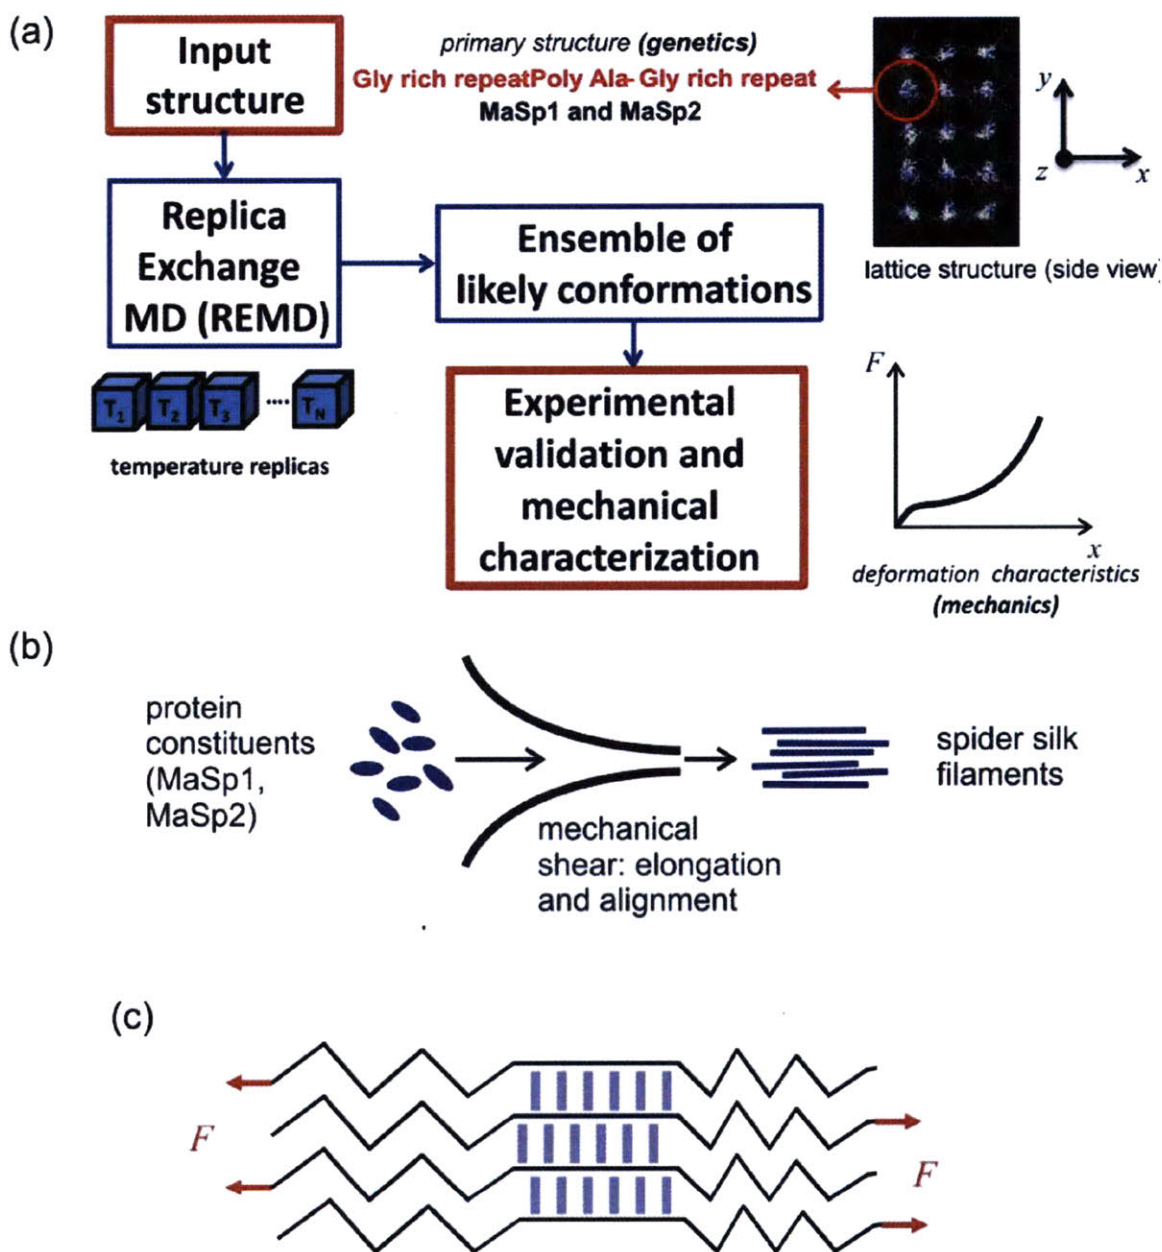 (a)
Input
structure
primary structure (genetics)
Gly rich repeatPoly Ala-Gly rich repeat
MaSp1 and MaSp2
y
z
x
lattice structure (side view)
Replica
Exchange
MD (REMD)
Ensemble of
likely conformations
T1 T2 T3 .... TN
temperature replicas
Experimental
validation and
mechanical
characterization
F
x
deformation characteristics
(mechanics)
(b)
protein
constituents
(MaSp1,
MaSp2)
mechanical
shear: elongation
and alignment
spider silk
filaments
(c)
F
F